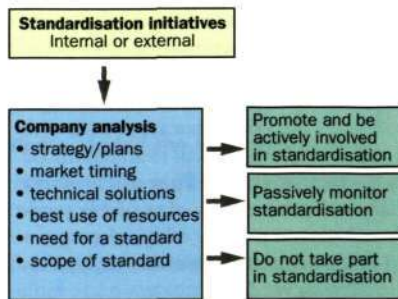 Standardisation initiatives
Internal or external
Company analysis
• strategy/plans
• market timing
• technical solutions
• best use of resources
• need for a standard
• scope of standard
Promote and be
actively involved
in standardisation
Passively monitor
standardisation
Do not take part
in standardisation